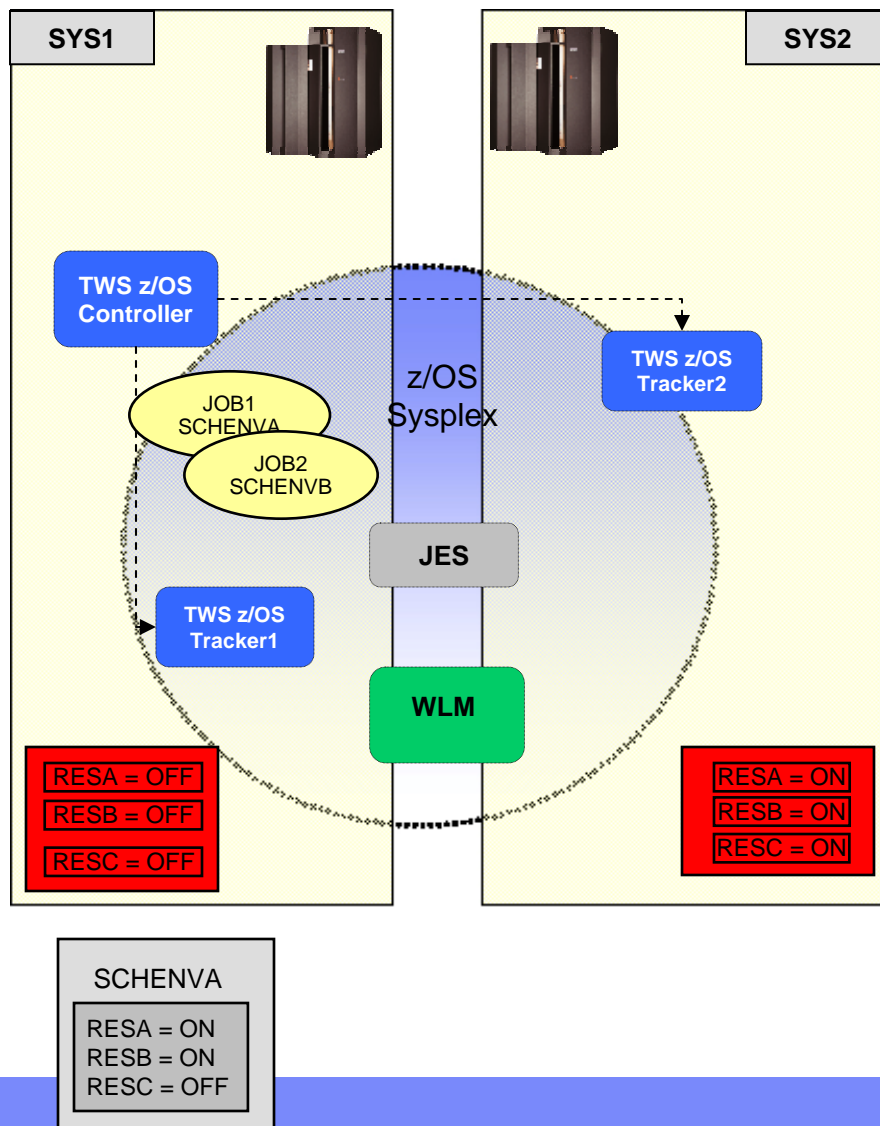 SYS1
SYS2
TWS z/OS
Controller
TWS z/OS
Tracker2
z/OS
Sysplex
JOB1
SCHENVA
JOB2
SCHENVB
JES
TWS z/OS
Tracker1
WLM
RESA = OFF
RESB = OFF
RESC = OFF
RESA = ON
RESB = ON
RESC = ON
SCHENVA
RESA = ON
RESB = ON
RESC = OFF